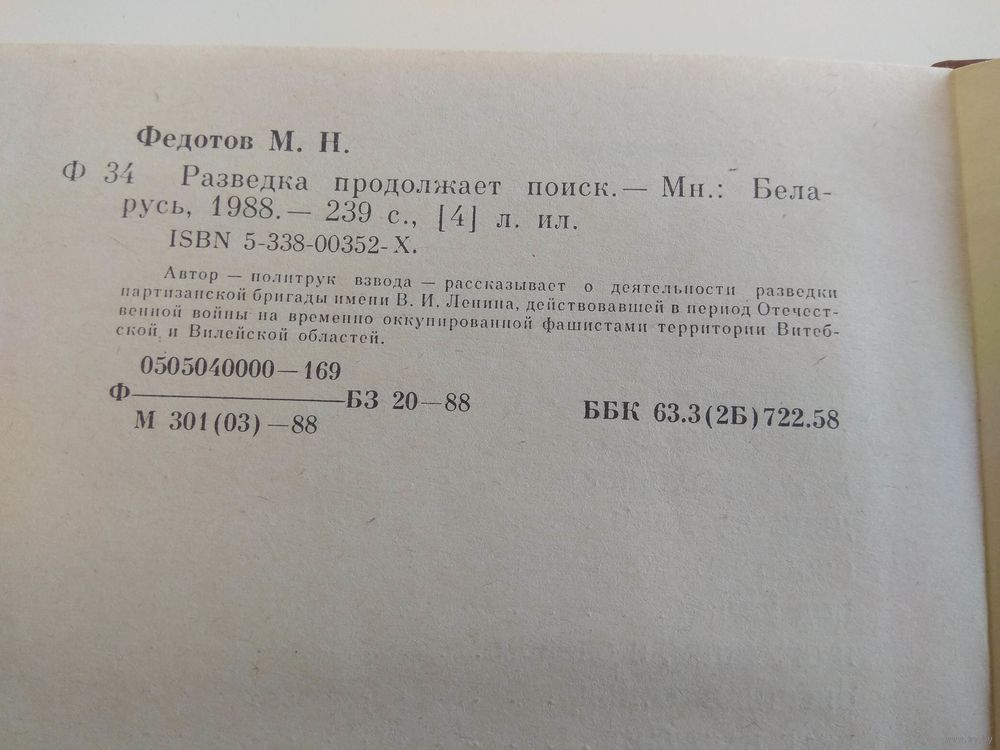 Федотов М. Н.
Ф 34 Разведка продолжает поиск.— Мн.: Бела-
русь, 1988.— 239 с., [4] л. ил.
ISBN 5-338-00352-X.
Автор — политрук взвода — рассказывает о деятельности разведки
партизанской бригады имени В. И. Ленина, действовавшей в период Отечест-
венной войны на временно оккупированной фашистами территории Витеб-
ской и Вилейской областей.
0505040000—169
Ф————БЗ 20—88
М 301(03)—88
ББК 63.3(2Б)722.58